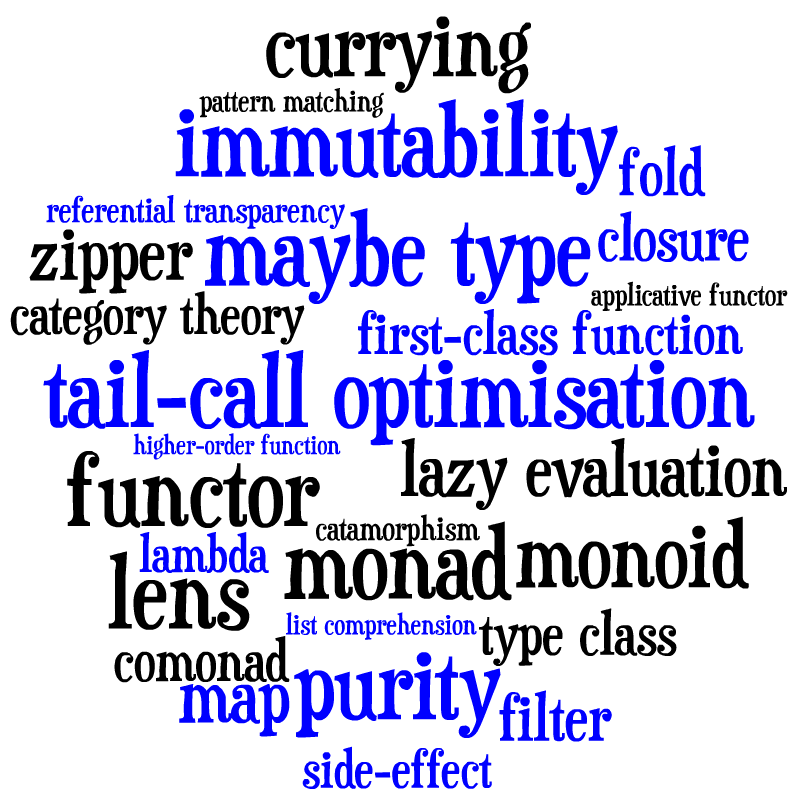 currying
pattern matching
immutability
fold
referential transparency
zipper
maybe type
closure
applicative functor
category theory
first-class function
tail-call optimisation
higher-order function
functor
lazy evaluation
catamorphism
lambda
monad
monoid
lens
list comprehension
type class
comonad
map
purity
filter
side-effect